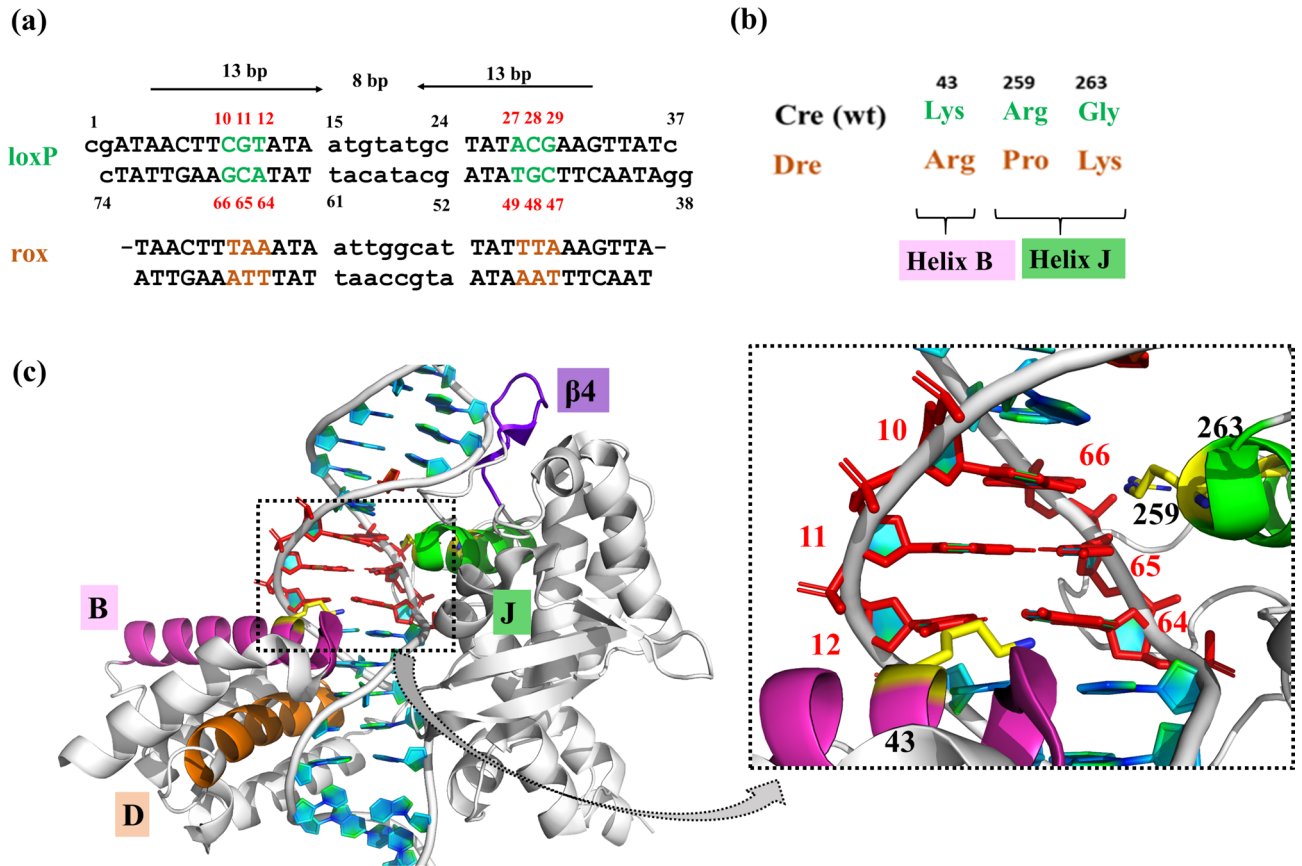 (a)
13 bp 8 bp 13 bp
1 10 11 12 15 24 27 28 29 37
loxP cgATAACTTCGTATA atgtatgc TATACGAAGTTATc
cTATTGAAGCATAT tacatacg ATATGCTTCAATAgg
74 66 65 64 61 52 49 48 47 38
rox -TAACTTTAAATA attggcat TATTTAAAGTTA-
ATTGAAATTTAT taaccgta ATAAATTTCAAT
(b)
43 259 263
Cre (wt) Lys Arg Gly
Dre Arg Pro Lys
Helix B Helix J
(c)
β4
B
J
D
10
66
263
259
11
65
64
12
43